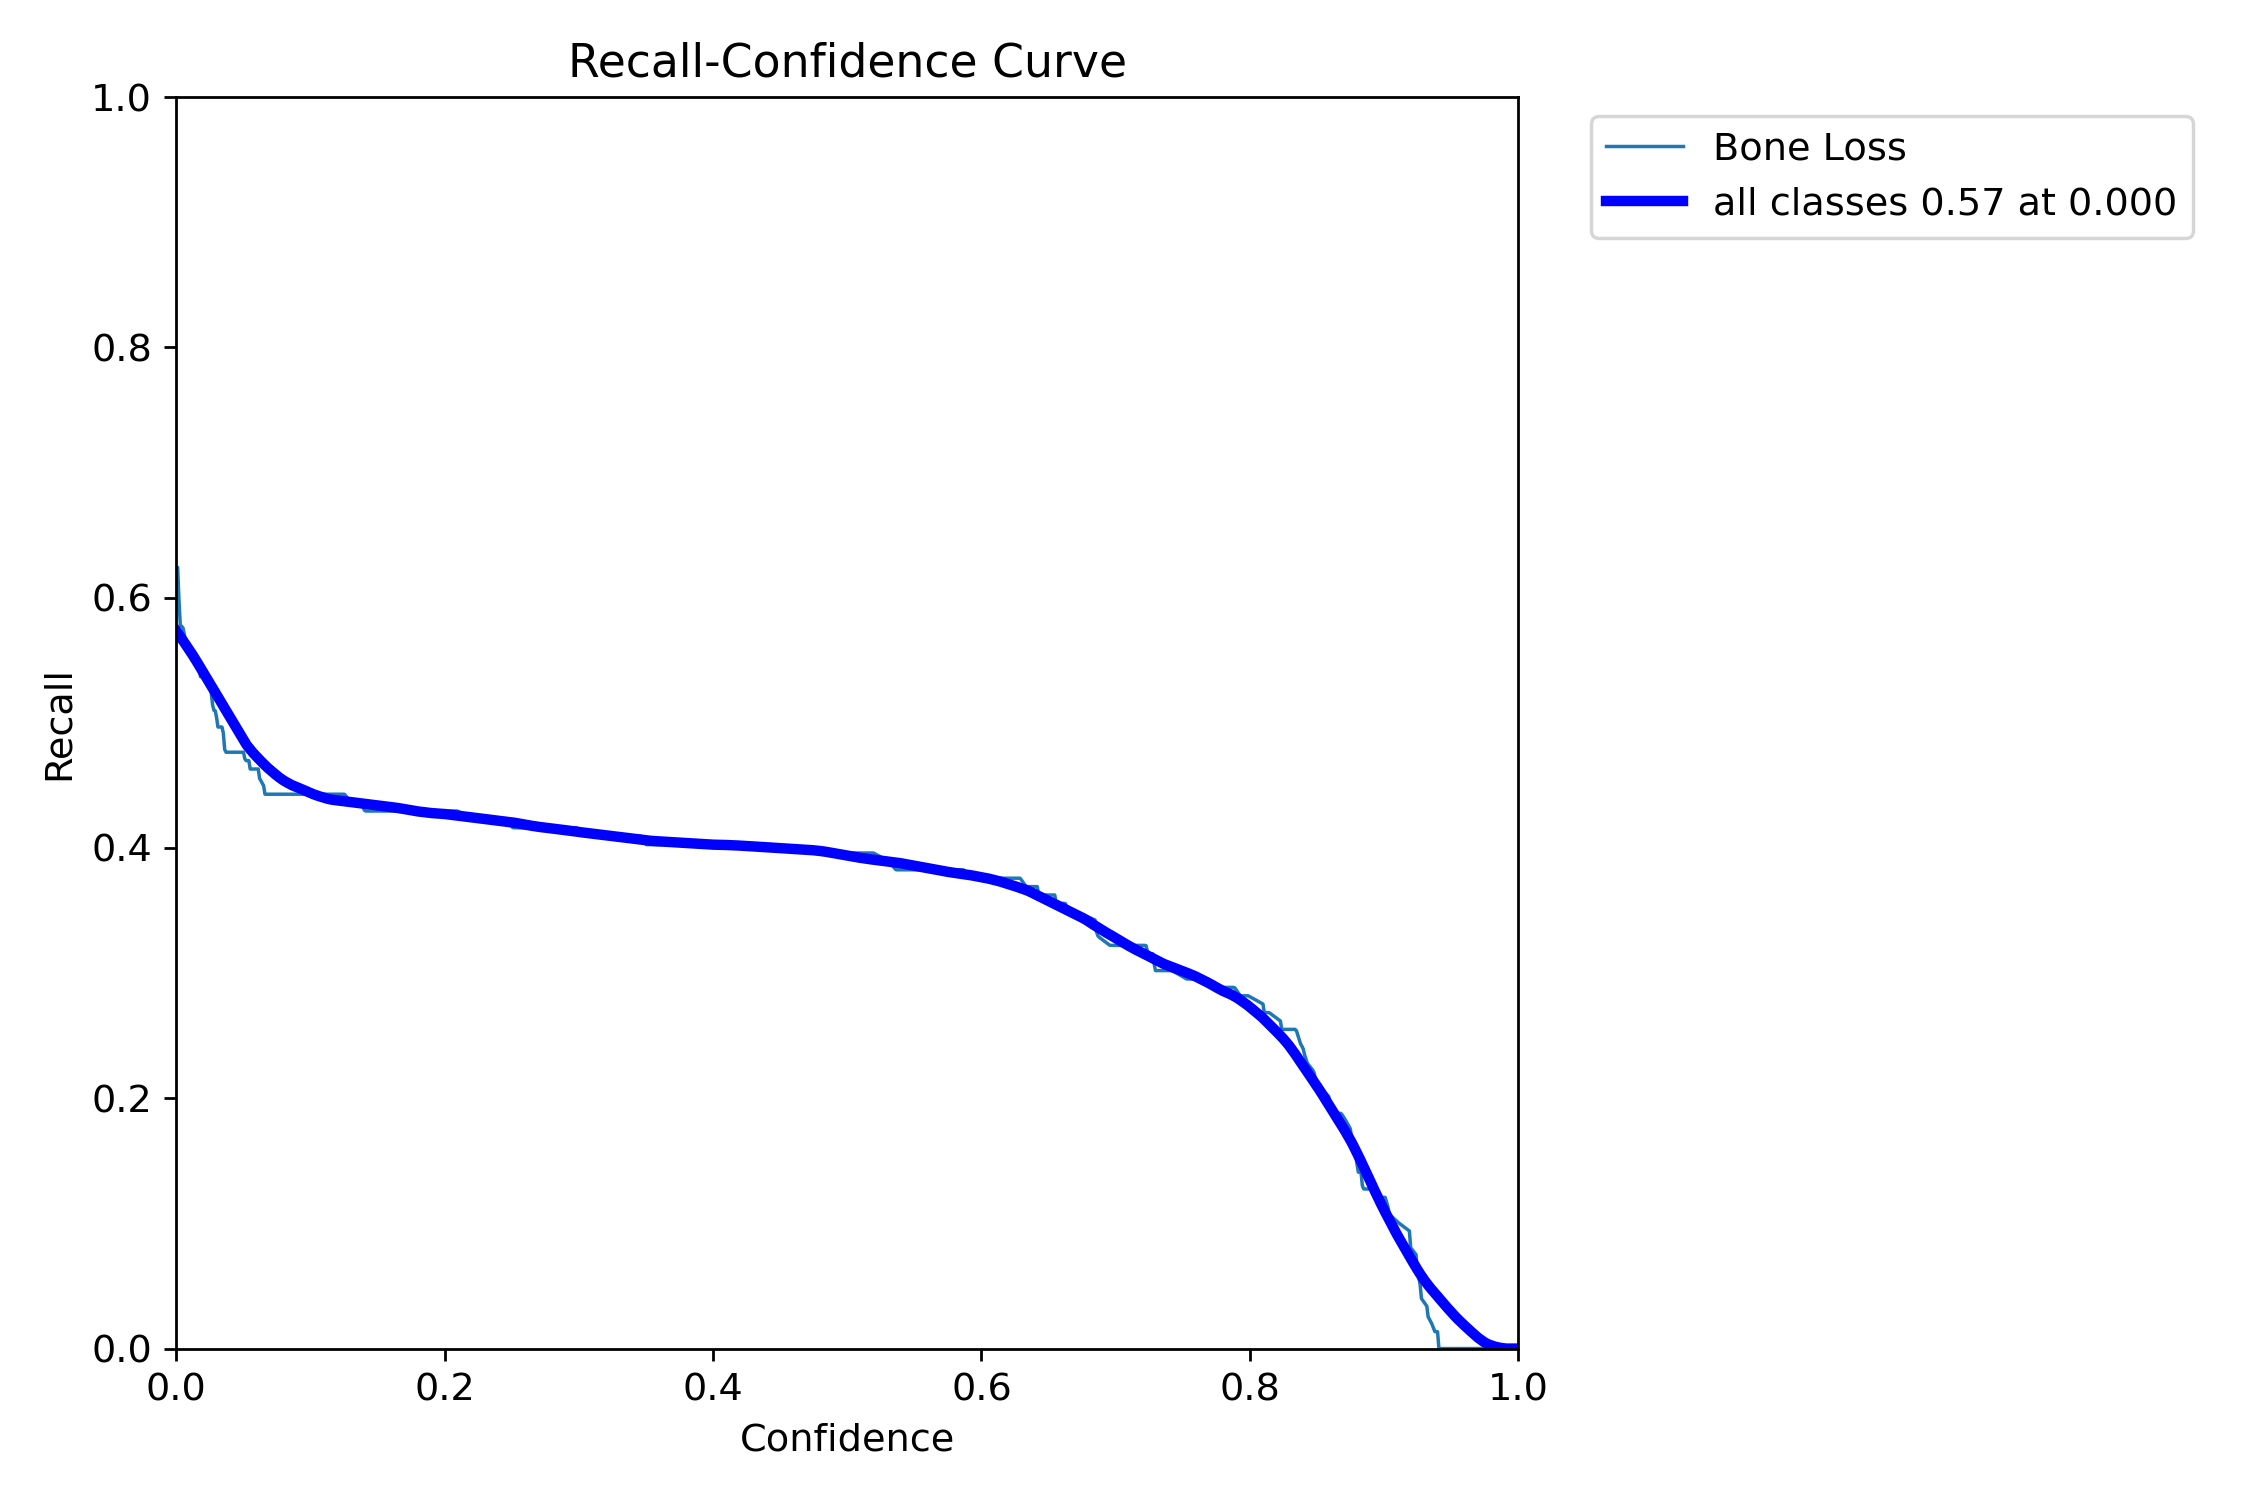 Recall-Confidence Curve
1.0
0.8
0.6
0.4
0.2
0.0
Recall
0.0 0.2 0.4 0.6 0.8 1.0
Confidence
Bone Loss
all classes 0.57 at 0.000